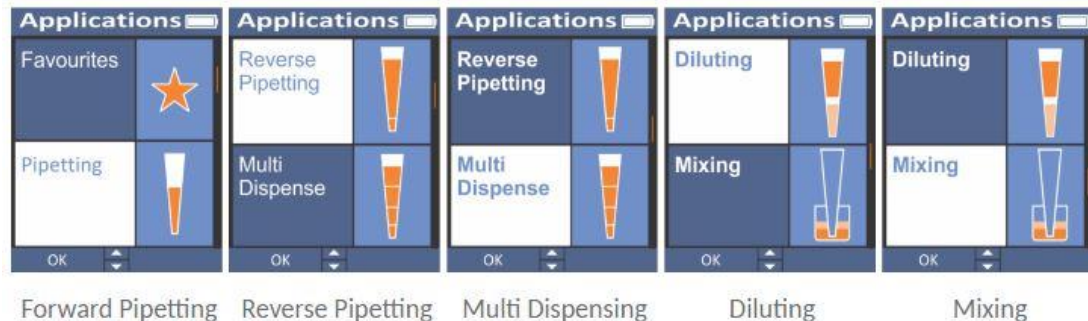 Applications
Favourites
Pipetting
OK
Applications
Reverse
Pipetting
Multi
Dispense
OK
Applications
Reverse
Pipetting
Multi
Dispense
OK
Applications
Diluting
Mixing
OK
Applications
Diluting
Mixing
OK
Forward Pipetting
Reverse Pipetting
Multi Dispensing
Diluting
Mixing